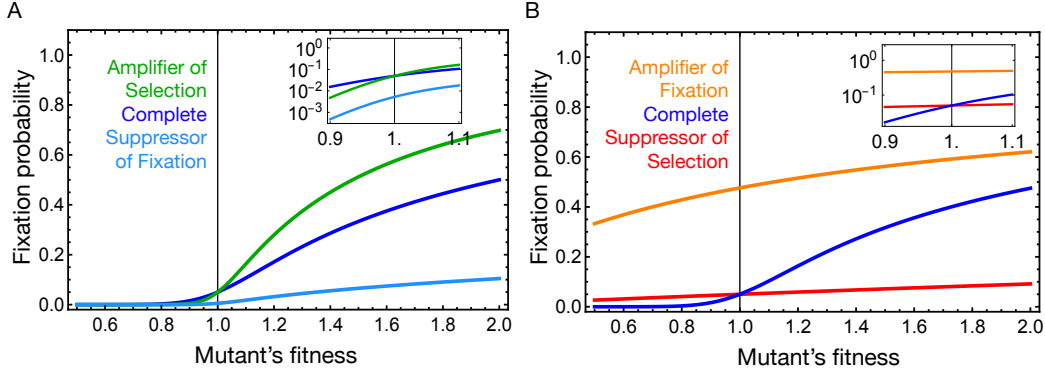 A
Fixation probability
1.0
0.8
0.6
0.4
0.2
0.0
0.6
0.8
1.0
1.2
1.4
1.6
1.8
2.0
Mutant's fitness
Amplifier of
Selection
Complete
Suppressor
of Fixation
10^0
10^-1
10^-2
10^-3
0.9
1.
1.1
B
Fixation probability
1.0
0.8
0.6
0.4
0.2
0.0
0.6
0.8
1.0
1.2
1.4
1.6
1.8
2.0
Mutant's fitness
Amplifier of
Fixation
Complete
Suppressor of
Selection
10^0
10^-1
0.9
1.
1.1